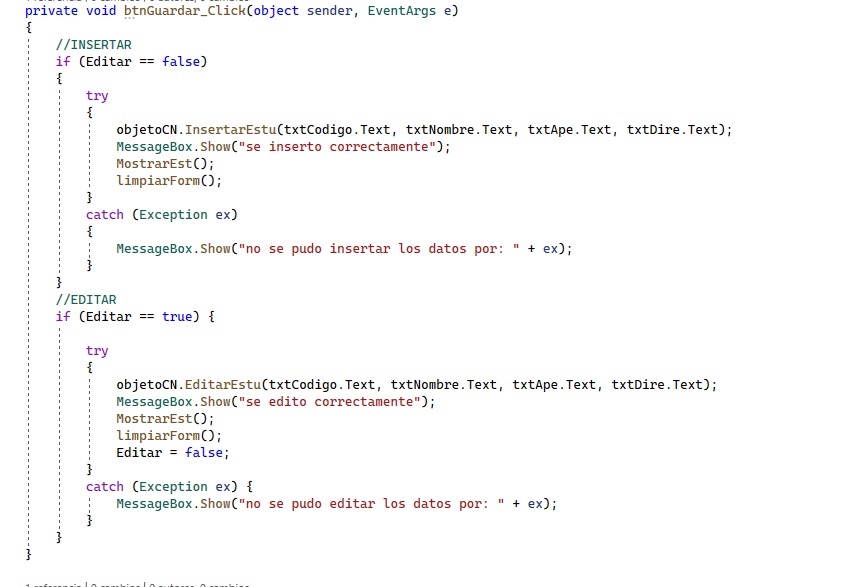 private void btnGuardar_Click(object sender, EventArgs e)
{
//INSERTAR
if (Editar == false)
{
try
{
objetoCN.InsertarEstu(txtCodigo.Text, txtNombre.Text, txtApe.Text, txtDire.Text);
MessageBox.Show("se inserto correctamente");
MostrarEst();
limpiarForm();
}
catch (Exception ex)
{
MessageBox.Show("no se pudo insertar los datos por: " + ex);
}
}
//EDITAR
if (Editar == true) {
try
{
objetoCN.EditarEstu(txtCodigo.Text, txtNombre.Text, txtApe.Text, txtDire.Text);
MessageBox.Show("se edito correctamente");
MostrarEst();
limpiarForm();
Editar = false;
}
catch (Exception ex) {
MessageBox.Show("no se pudo editar los datos por: " + ex);
}
}
}